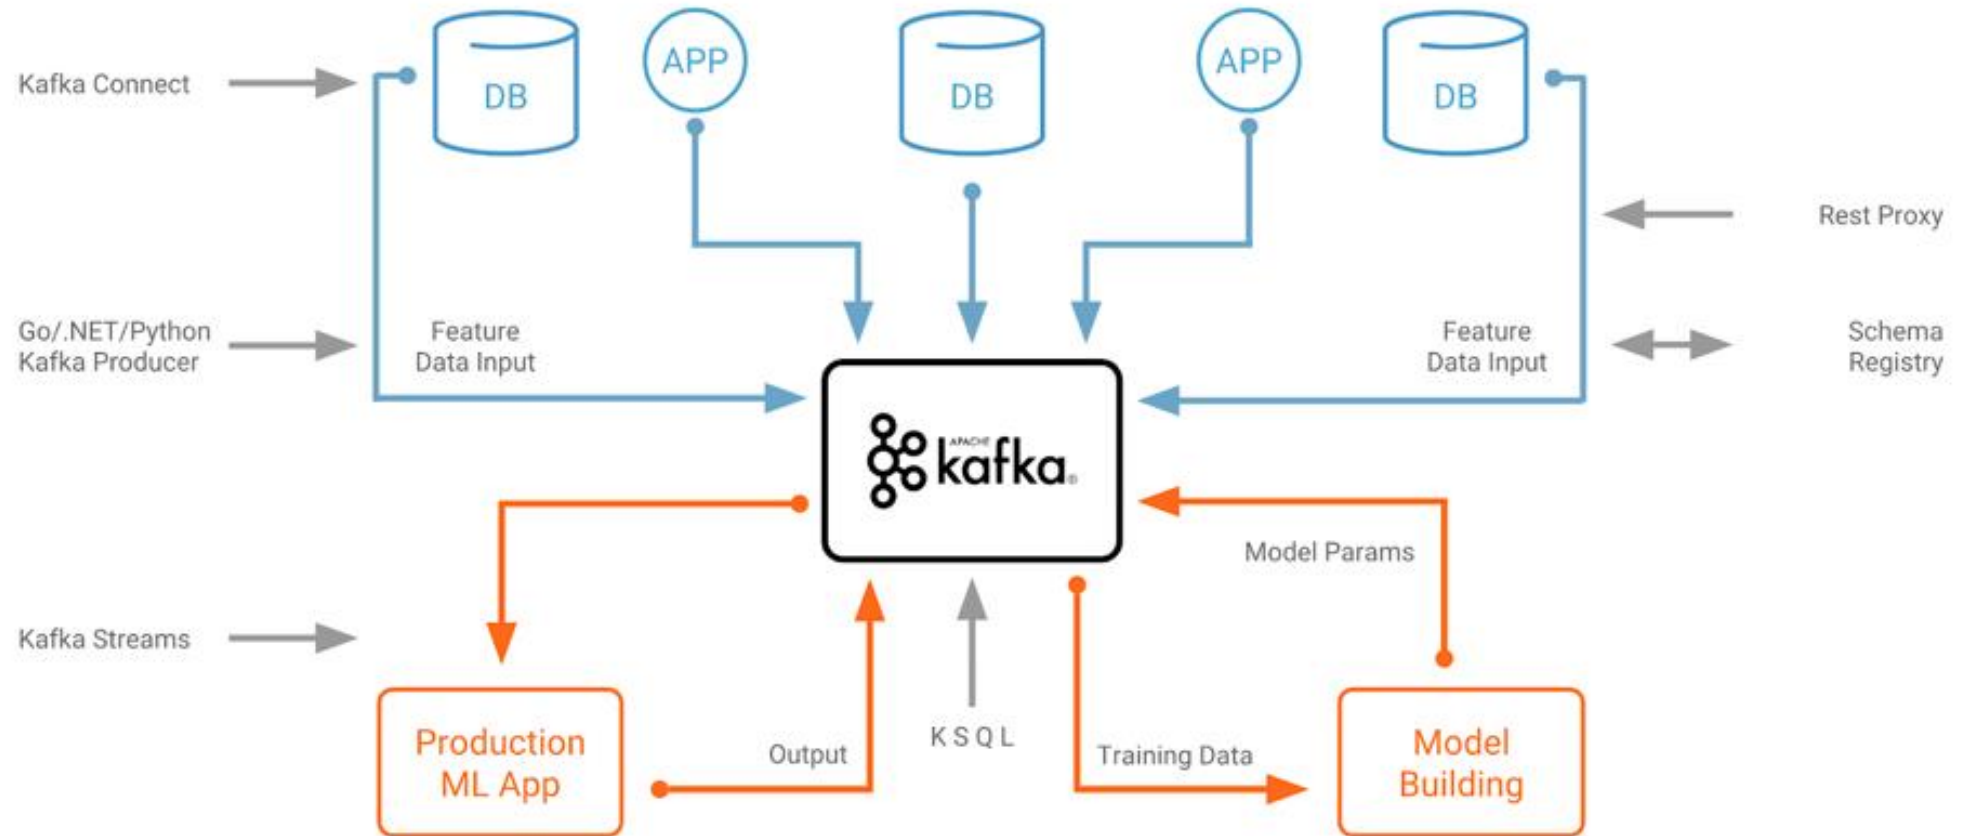 DB
APP
DB
APP
DB
Kafka Connect
Rest Proxy
Go/.NET/Python
Kafka Producer
Feature
Data Input
Feature
Data Input
Schema
Registry
APACHE
kafka®
Model Params
Kafka Streams
Production
ML App
Output
KSQL
Training Data
Model
Building